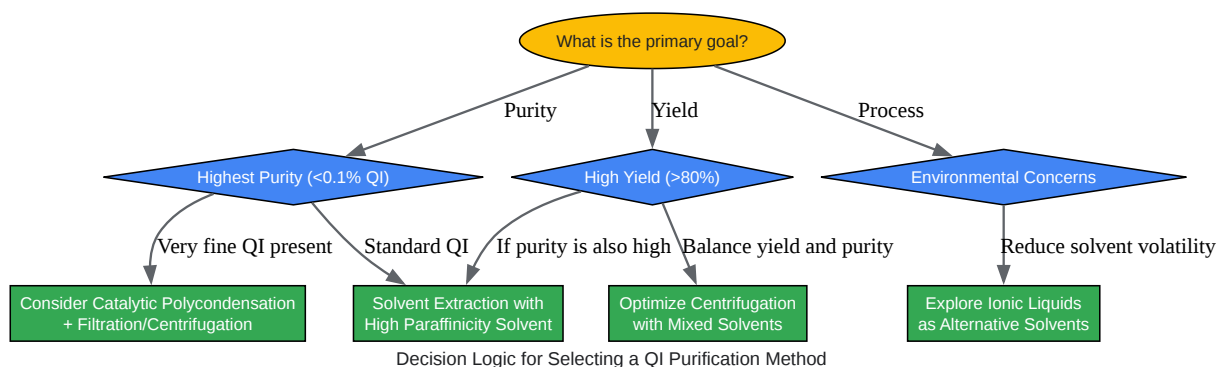 What is the primary goal?
Purity
Yield
Process
Highest Purity (<0.1% QI)
High Yield (>80%)
Environmental Concerns
Very fine QI present
Standard QI
If purity is also high
Balance yield and purity
Reduce solvent volatility
Consider Catalytic Polycondensation
+ Filtration/Centrifugation
Solvent Extraction with
High Paraffinicity Solvent
Optimize Centrifugation
with Mixed Solvents
Explore Ionic Liquids
as Alternative Solvents
Decision Logic for Selecting a QI Purification Method